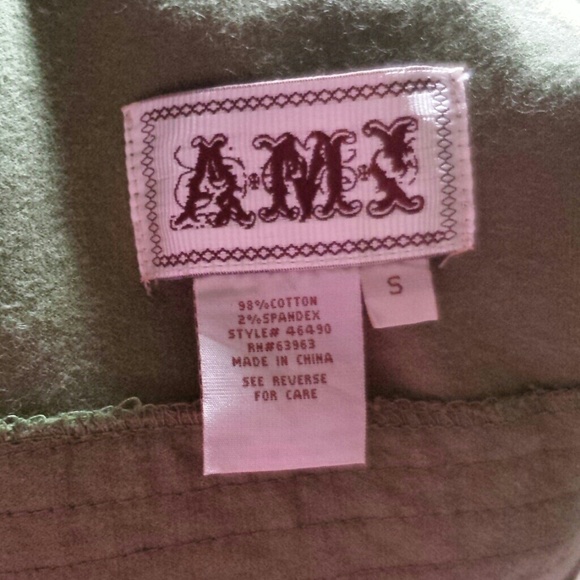 A·M·I
S
98%COTTON
2%SPANDEX
STYLE# 46490
RN#63963
MADE IN CHINA
SEE REVERSE
FOR CARE